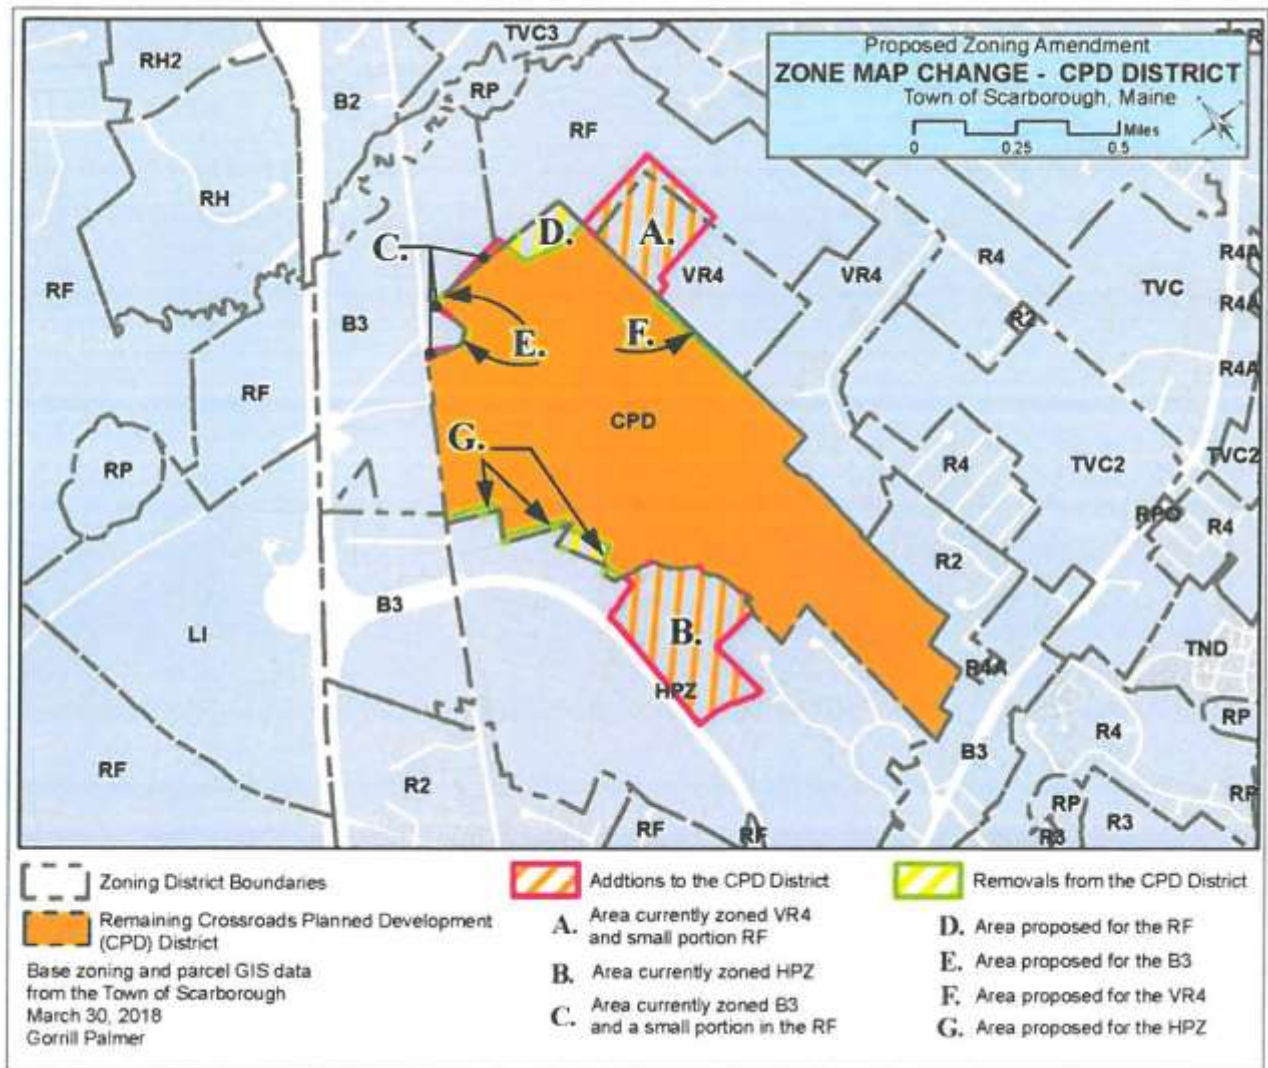 Proposed Zoning Amendment
ZONE MAP CHANGE - CPD DISTRICT
Town of Scarborough, Maine
Miles
0 0.25 0.5
TVC3
RH2
B2
RP
RF
RH
D.
A.
C.
VR4
VR4
R4
TVC
R4A
R4A
R4A
RF
B3
E.
F.
R2
RF
CPD
G.
RP
R4
TVC2
TVC2
RPO
R4
R2
B3
LI
B.
HPZ
R4A
TND
RP
R4
B3
RF
R2
RP
RP
R3
R3
RF
RF
Zoning District Boundaries
Remaining Crossroads Planned Development
(CPD) District
Base zoning and parcel GIS data
from the Town of Scarborough
March 30, 2018
Gorrill Palmer
Addtions to the CPD District
A. Area currently zoned VR4
and small portion RF
B. Area currently zoned HPZ
C. Area currently zoned B3
and a small portion in the RF
Removals from the CPD District
D. Area proposed for the RF
E. Area proposed for the B3
F. Area proposed for the VR4
G. Area proposed for the HPZ